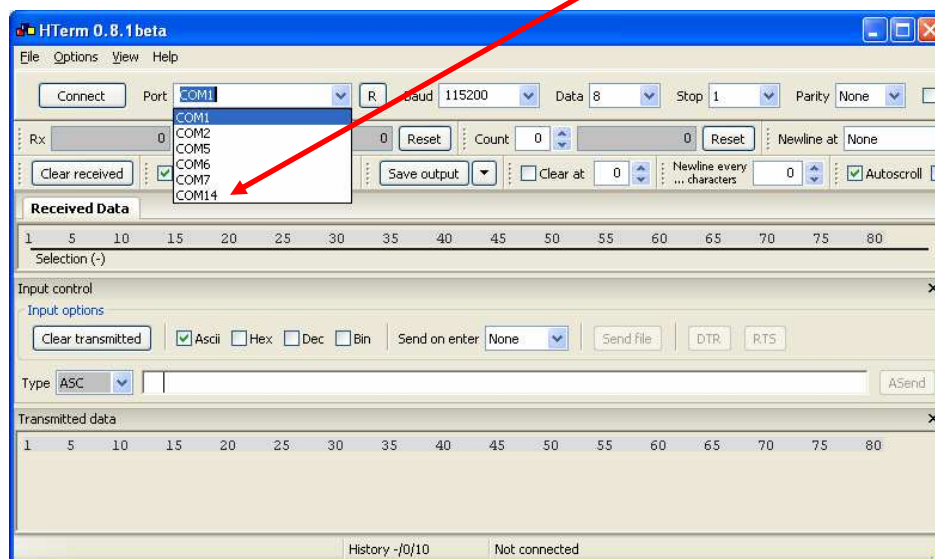 HTerm 0.8.1beta
File Options View Help
Connect Port COM1 R Baud 115200 Data 8 Stop 1 Parity None
COM1
COM2
COM5
COM6
COM7
COM14
Rx 0 0 Reset Count 0 0 Reset Newline at None
Clear received Save output Clear at 0 Newline every ... characters 0 Autoscroll
Received Data
1 5 10 15 20 25 30 35 40 45 50 55 60 65 70 75 80
Selection (-)
Input control
Input options
Clear transmitted Ascii Hex Dec Bin Send on enter None Send file DTR RTS
Type ASC ASend
Transmitted data
1 5 10 15 20 25 30 35 40 45 50 55 60 65 70 75 80
History -/0/10 Not connected